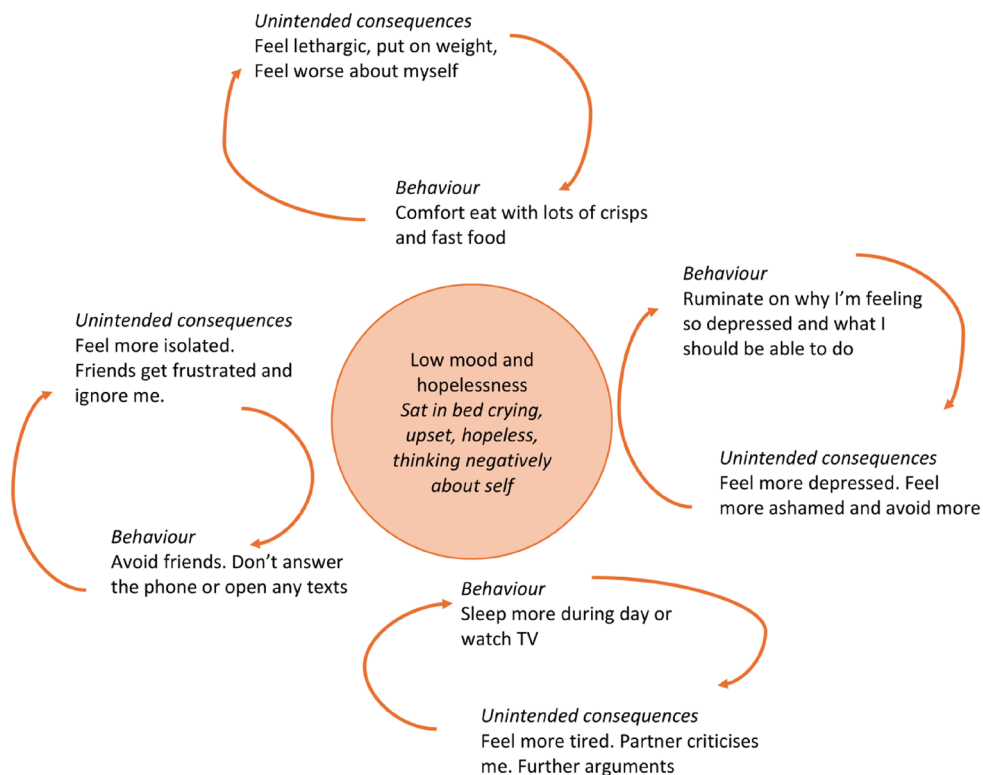 Unintended consequences
Feel lethargic, put on weight,
Feel worse about myself
Behaviour
Comfort eat with lots of crisps
and fast food
Behaviour
Ruminate on why I’m feeling
so depressed and what I
should be able to do
Unintended consequences
Feel more depressed. Feel
more ashamed and avoid more
Unintended consequences
Feel more isolated.
Friends get frustrated and
ignore me.
Behaviour
Avoid friends. Don’t answer
the phone or open any texts
Low mood and
hopelessness
Sat in bed crying,
upset, hopeless,
thinking negatively
about self
Behaviour
Sleep more during day or
watch TV
Unintended consequences
Feel more tired. Partner criticises
me. Further arguments